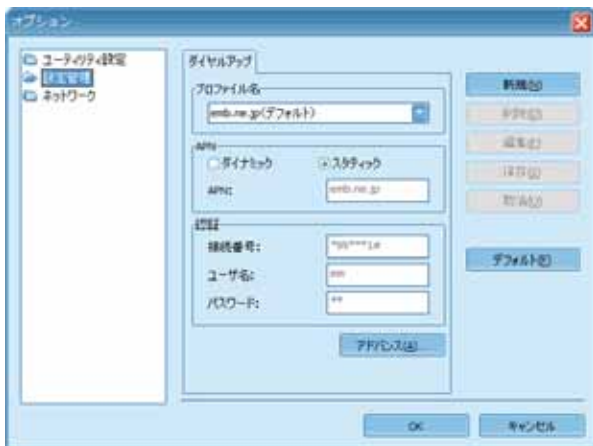 オプション
ユーティリティ設定
ネットワーク
ダイヤルアップ
プロファイル名
emb.ne.jp(デフォルト)
APN
ダイナミック
スタティック
APN:
emb.ne.jp
認証
接続番号:
ユーザ名:
em
パスワード:
**
アドバンス(A)...
新規(N)
削除(D)
編集(E)
保存(S)
取消(U)
デフォルト(F)
OK
キャンセル